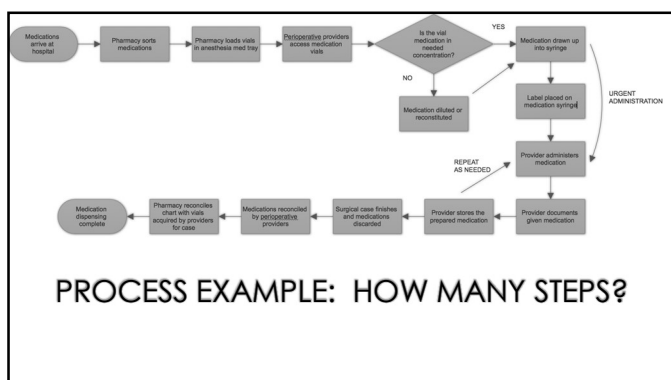 Medications
arrive at
hospital
Pharmacy sorts
medications
Pharmacy loads vials
in anesthesia med tray
Perioperative providers
access medication
vials
Is the vial
medication in
needed
concentration?
YES
Medication drawn up
into syringe
NO
Medication diluted or
reconstituted
Label placed on
medication syringe
URGENT
ADMINISTRATION
Provider administers
medication
REPEAT
AS NEEDED
Provider documents
given medication
Provider stores the
prepared medication
Surgical case finishes
and medications
discarded
Medications reconciled
by perioperative
providers
Pharmacy reconciles
chart with vials
acquired by providers
for case
Medication
dispensing
complete
PROCESS EXAMPLE: HOW MANY STEPS?